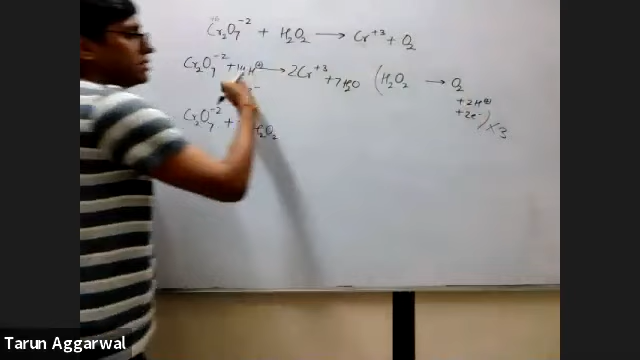 +6
Cr₂O₇⁻² + H₂O₂ → Cr⁺³ + O₂
Cr₂O₇⁻² + 14H⊕ → 2Cr⁺³ + 7H₂O (H₂O₂ → O₂
+ 2H⊕
+ 2e⁻) × 3
Cr₂O₇⁻² + H₂O₂
Tarun Aggarwal